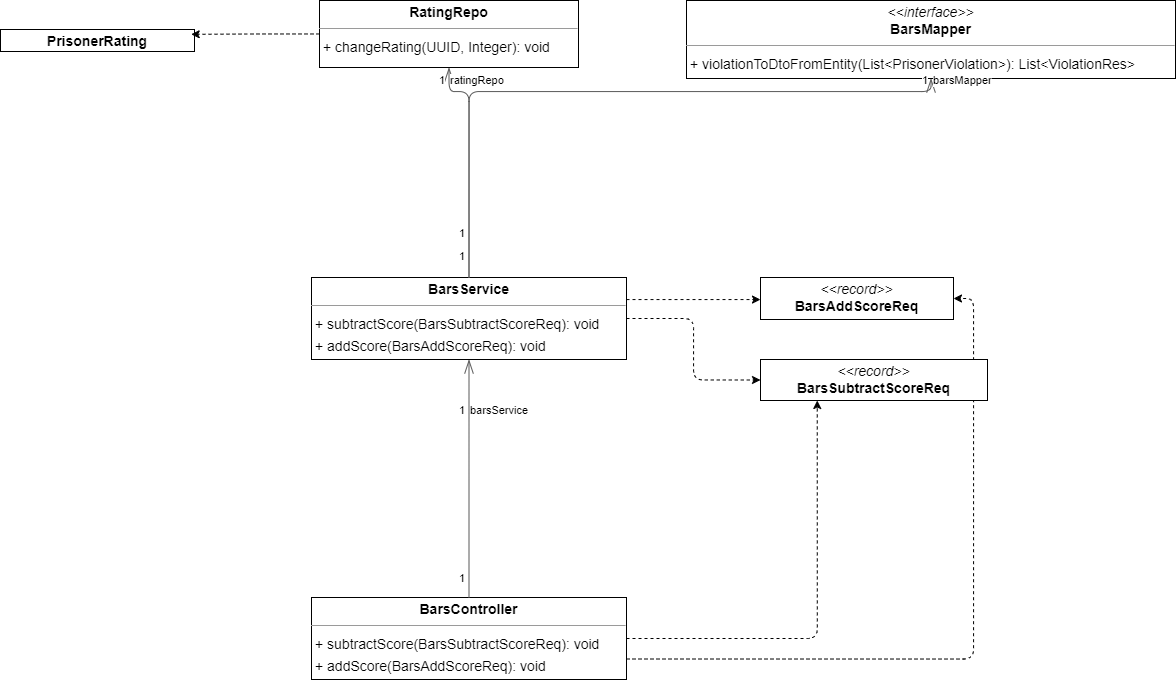 RatingRepo
+ changeRating(UUID, Integer): void
<<interface>>
BarsMapper
+ violationToDtoFromEntity(List<PrisonerViolation>): List<ViolationRes>
PrisonerRating
1 ratingRepo
1 barsMapper
1
1
BarsService
+ subtractScore(BarsSubtractScoreReq): void
+ addScore(BarsAddScoreReq): void
<<record>>
BarsAddScoreReq
<<record>>
BarsSubtractScoreReq
1 barsService
1
BarsController
+ subtractScore(BarsSubtractScoreReq): void
+ addScore(BarsAddScoreReq): void